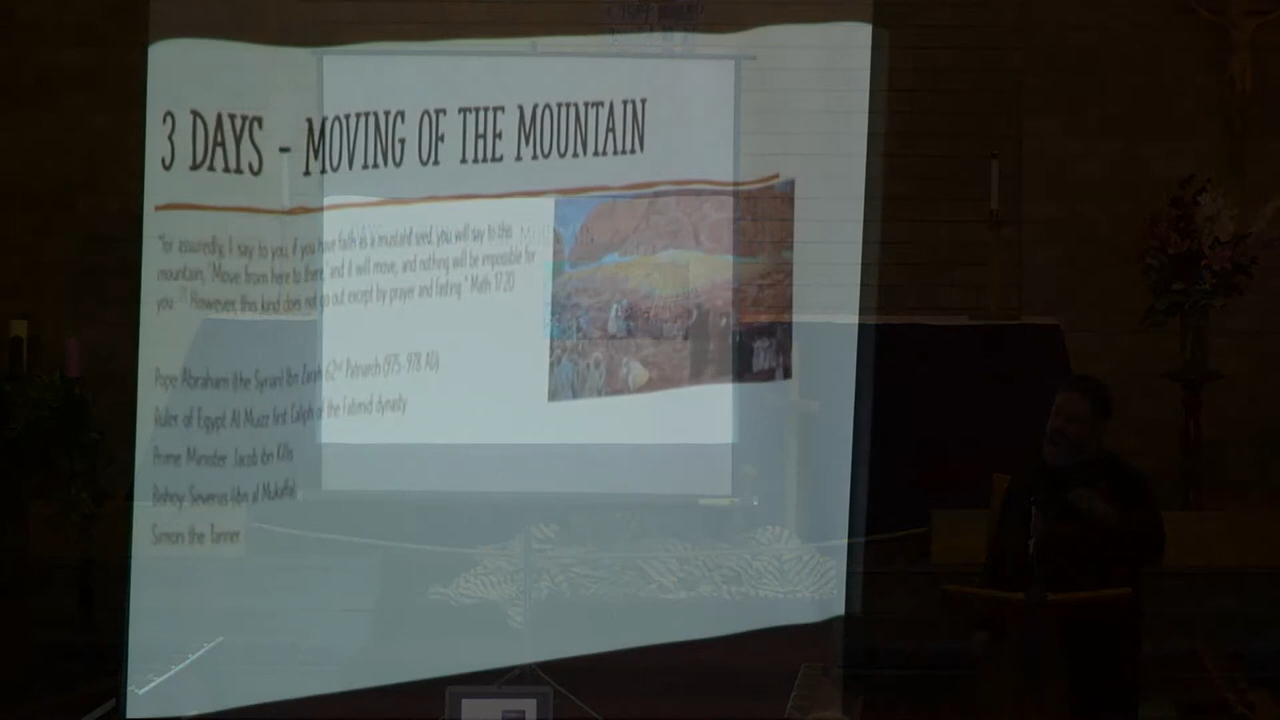 3 DAYS - MOVING OF THE MOUNTAIN
"for assuredly, I say to you, if you have faith as a mustard seed, you will say to this
mountain, 'Move from here to there,' and it will move, and nothing will be impossible for
you. However, this kind does not go out except by prayer and fasting." Math 17:20
Pope Abraham (the Syrian) Ibn Zarah 62nd Patriarch (975-978 AD)
Ruler of Egypt Al Muizz first Caliph of the Fatimid dynasty
Prime Minister Jacob ibn Killis
Bishop Severus (ibn al Mukaffa)
Simon the Tanner